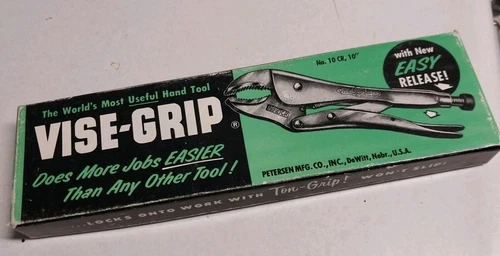 The World's Most Useful Hand Tool
VISE-GRIP®
Does More Jobs EASIER
Than Any Other Tool!
No. 10 CR, 10"
with New
EASY
RELEASE!
PETERSEN MFG. CO., INC., DeWitt, Nebr., U.S.A.
...LOCKS ONTO WORK WITH Ton-Grip! WON'T SLIP!